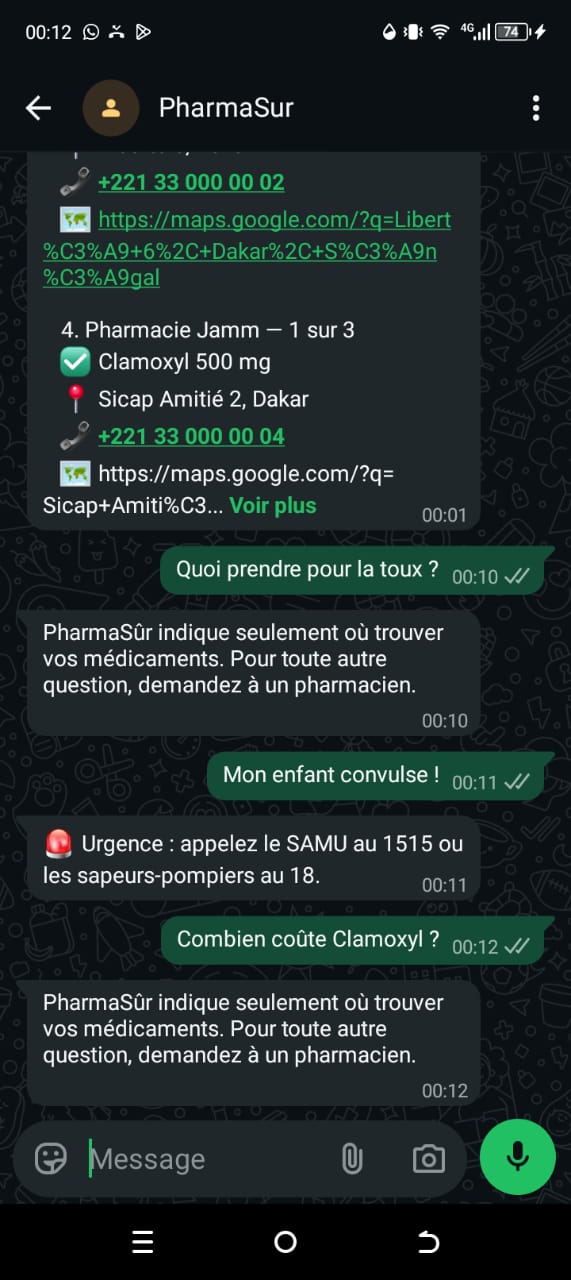 00:12
4G
74
PharmaSur
+221 33 000 00 02
https://maps.google.com/?q=Libert
%C3%A9+6%2C+Dakar%2C+S%C3%A9n
%C3%A9gal
4. Pharmacie Jamm — 1 sur 3
Clamoxyl 500 mg
Sicap Amitié 2, Dakar
+221 33 000 00 04
https://maps.google.com/?q=
Sicap+Amiti%C3... Voir plus
00:01
Quoi prendre pour la toux ? 00:10
PharmaSûr indique seulement où trouver
vos médicaments. Pour toute autre
question, demandez à un pharmacien.
00:10
Mon enfant convulse ! 00:11
Urgence : appelez le SAMU au 1515 ou
les sapeurs-pompiers au 18.
00:11
Combien coûte Clamoxyl ? 00:12
PharmaSûr indique seulement où trouver
vos médicaments. Pour toute autre
question, demandez à un pharmacien.
00:12
Message